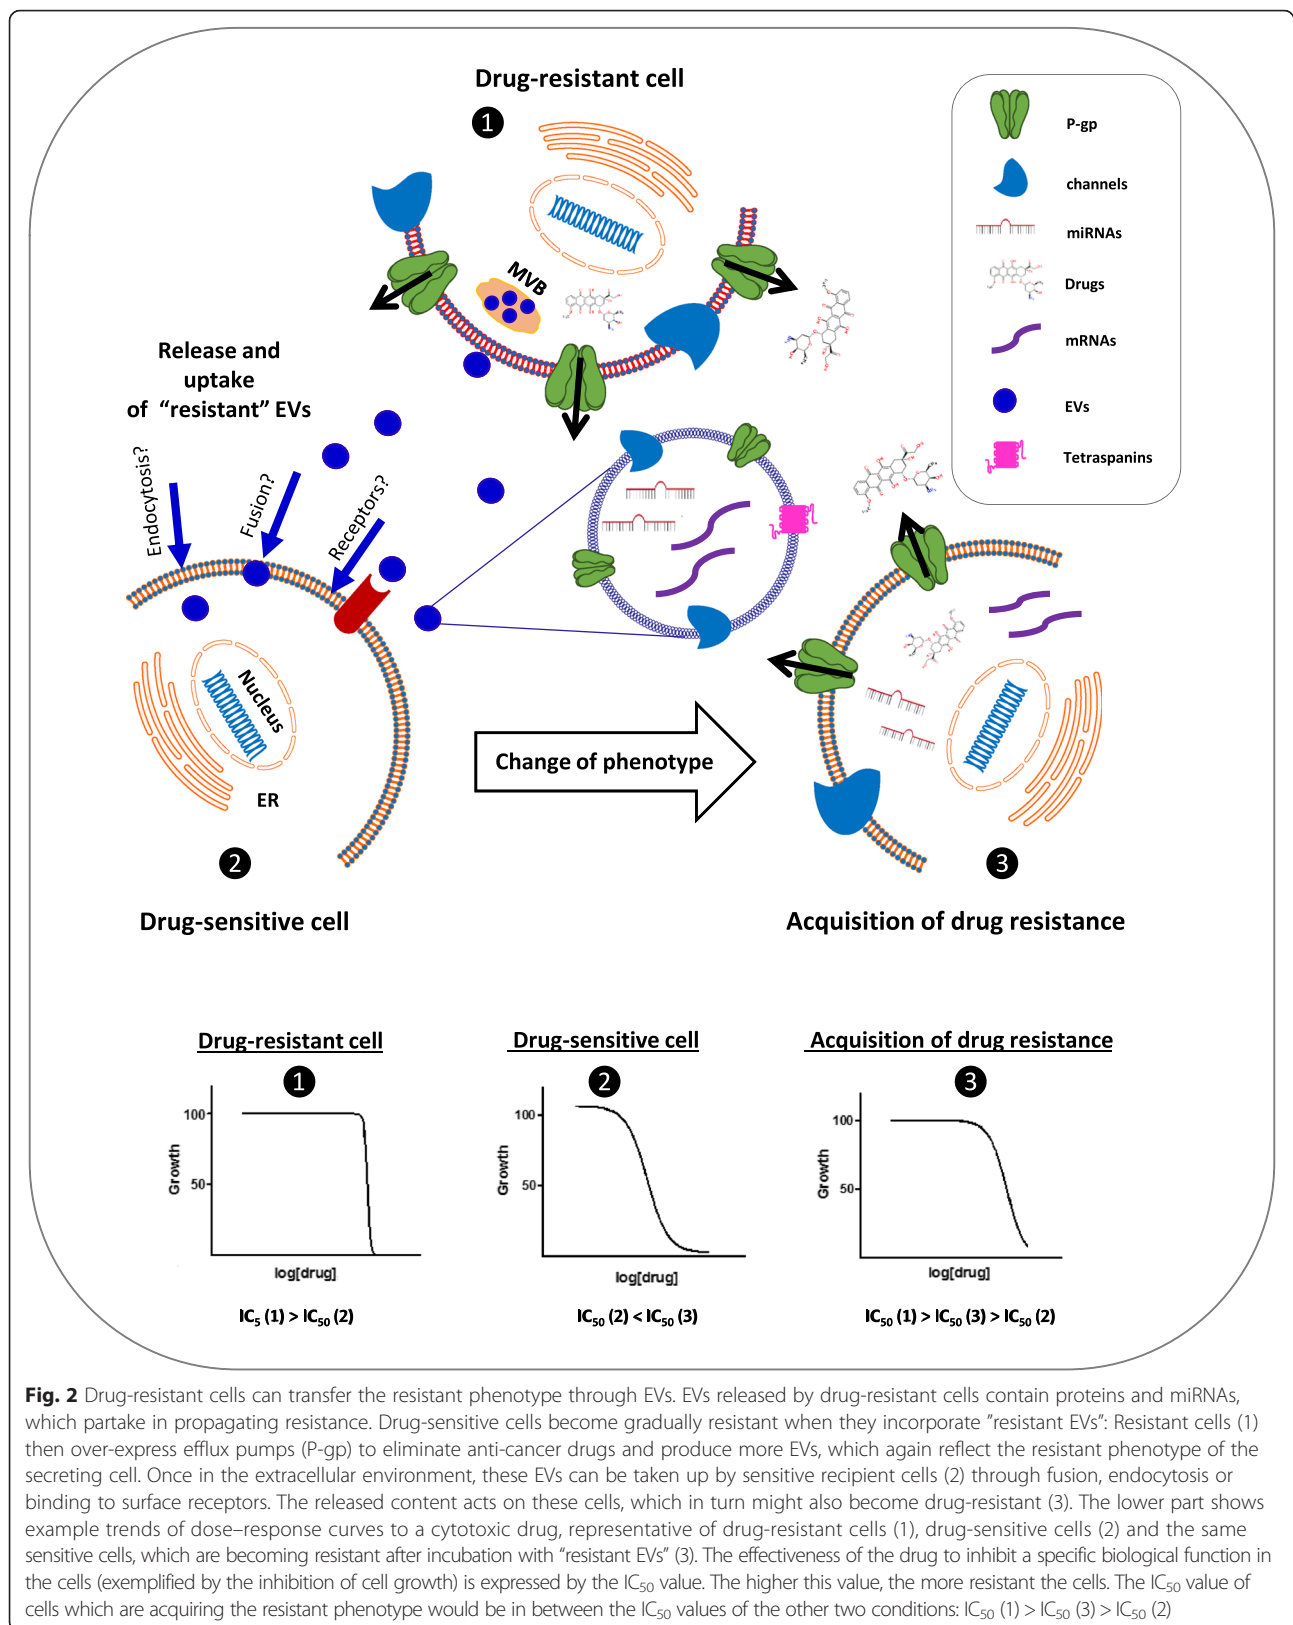 Drug-resistant cell
1
P-gp
channels
miRNAs
Drugs
mRNAs
EVs
Tetraspanins
MVB
Release and
uptake
of “resistant” EVs
Endocytosis?
Fusion?
Receptors?
Nucleus
ER
2
Drug-sensitive cell
Change of phenotype
3
Acquisition of drug resistance
Drug-resistant cell
1
100
50
Growth
log[drug]
IC5 (1) > IC50 (2)
Drug-sensitive cell
2
100
50
Growth
log[drug]
IC50 (2) < IC50 (3)
Acquisition of drug resistance
3
100
50
Growth
log[drug]
IC50 (1) > IC50 (3) > IC50 (2)
Fig. 2 Drug-resistant cells can transfer the resistant phenotype through EVs. EVs released by drug-resistant cells contain proteins and miRNAs,
which partake in propagating resistance. Drug-sensitive cells become gradually resistant when they incorporate ”resistant EVs”: Resistant cells (1)
then over-express efflux pumps (P-gp) to eliminate anti-cancer drugs and produce more EVs, which again reflect the resistant phenotype of the
secreting cell. Once in the extracellular environment, these EVs can be taken up by sensitive recipient cells (2) through fusion, endocytosis or
binding to surface receptors. The released content acts on these cells, which in turn might also become drug-resistant (3). The lower part shows
example trends of dose–response curves to a cytotoxic drug, representative of drug-resistant cells (1), drug-sensitive cells (2) and the same
sensitive cells, which are becoming resistant after incubation with “resistant EVs” (3). The effectiveness of the drug to inhibit a specific biological function in
the cells (exemplified by the inhibition of cell growth) is expressed by the IC50 value. The higher this value, the more resistant the cells. The IC50 value of
cells which are acquiring the resistant phenotype would be in between the IC50 values of the other two conditions: IC50 (1) > IC50 (3) > IC50 (2)